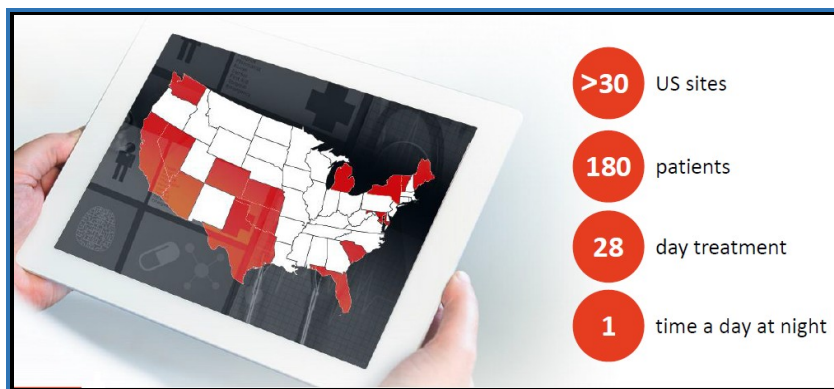 >30 US sites
180 patients
28 day treatment
1 time a day at night